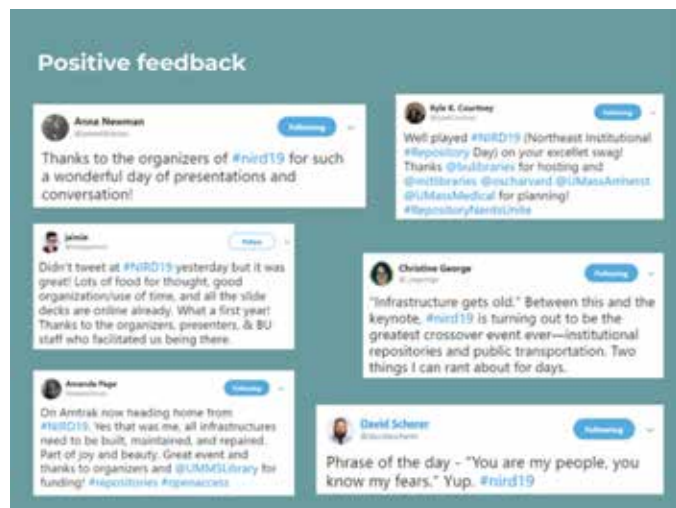 Positive feedback
Anna Newman
Following
Thanks to the organizers of #nird19 for such
a wonderful day of presentations and
conversation!
Kyle K. Courtney
Following
Well played #NIRD19 (Northeast Institutional
#Repository Day) on your excellet swag!
Thanks @bulibraries for hosting and
@mitlibraries @oscharvard @UMassAmherst
@UMassMedical for planning!
#RepositoryNerdsUnite
jaimie
Follow
Didn't tweet at #NIRD19 yesterday but it was
great! Lots of food for thought, good
organization/use of time, and all the slide
decks are online already. What a first year!
Thanks to the organizers, presenters, & BU
staff who facilitated us being there.
Christine George
Following
"Infrastructure gets old." Between this and the
keynote, #nird19 is turning out to be the
greatest crossover event ever—institutional
repositories and public transportation. Two
things I can rant about for days.
Amanda Page
Following
On Amtrak now heading home from
#NIRD19. Yes that was me, all infrastructures
need to be built, maintained, and repaired.
Part of joy and beauty. Great event and
thanks to organizers and @UMMSLibrary for
funding! #repositories #openaccess
David Scherer
Following
Phrase of the day - "You are my people, you
know my fears." Yup. #nird19